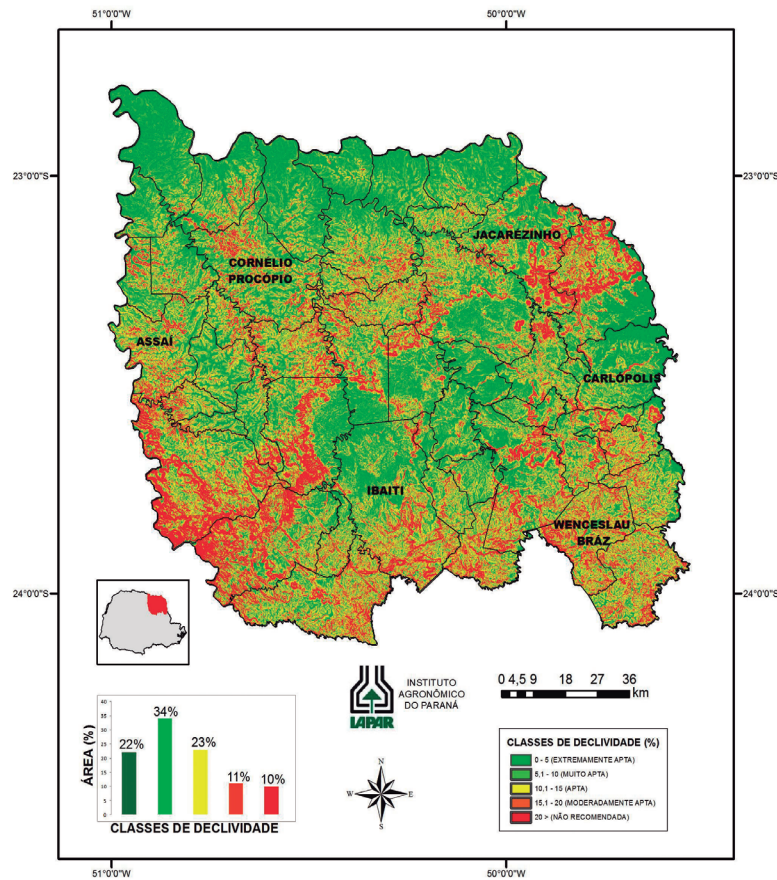 51°0'0"W
50°0'0"W
23°0'0"S
23°0'0"S
JACAREZINHO
CORNÉLIO
PROCÓPIO
ASSAÍ
CARLÓPOLIS
IBAITI
WENCESLAU
BRAZ
24°0'0"S
24°0'0"S
INSTITUTO
AGRONÔMICO
DO PARANÁ
IAPAR
0 4,5 9 18 27 36
km
ÁREA (%)
40
35
30
25
20
15
10
5
0
22%
34%
23%
11%
10%
CLASSES DE DECLIVIDADE
N
W
E
S
CLASSES DE DECLIVIDADE (%)
0 - 5 (EXTREMAMENTE APTA)
5,1 - 10 (MUITO APTA)
10,1 - 15 (APTA)
15,1 - 20 (MODERADAMENTE APTA)
20 > (NÃO RECOMENDADA)
51°0'0"W
50°0'0"W